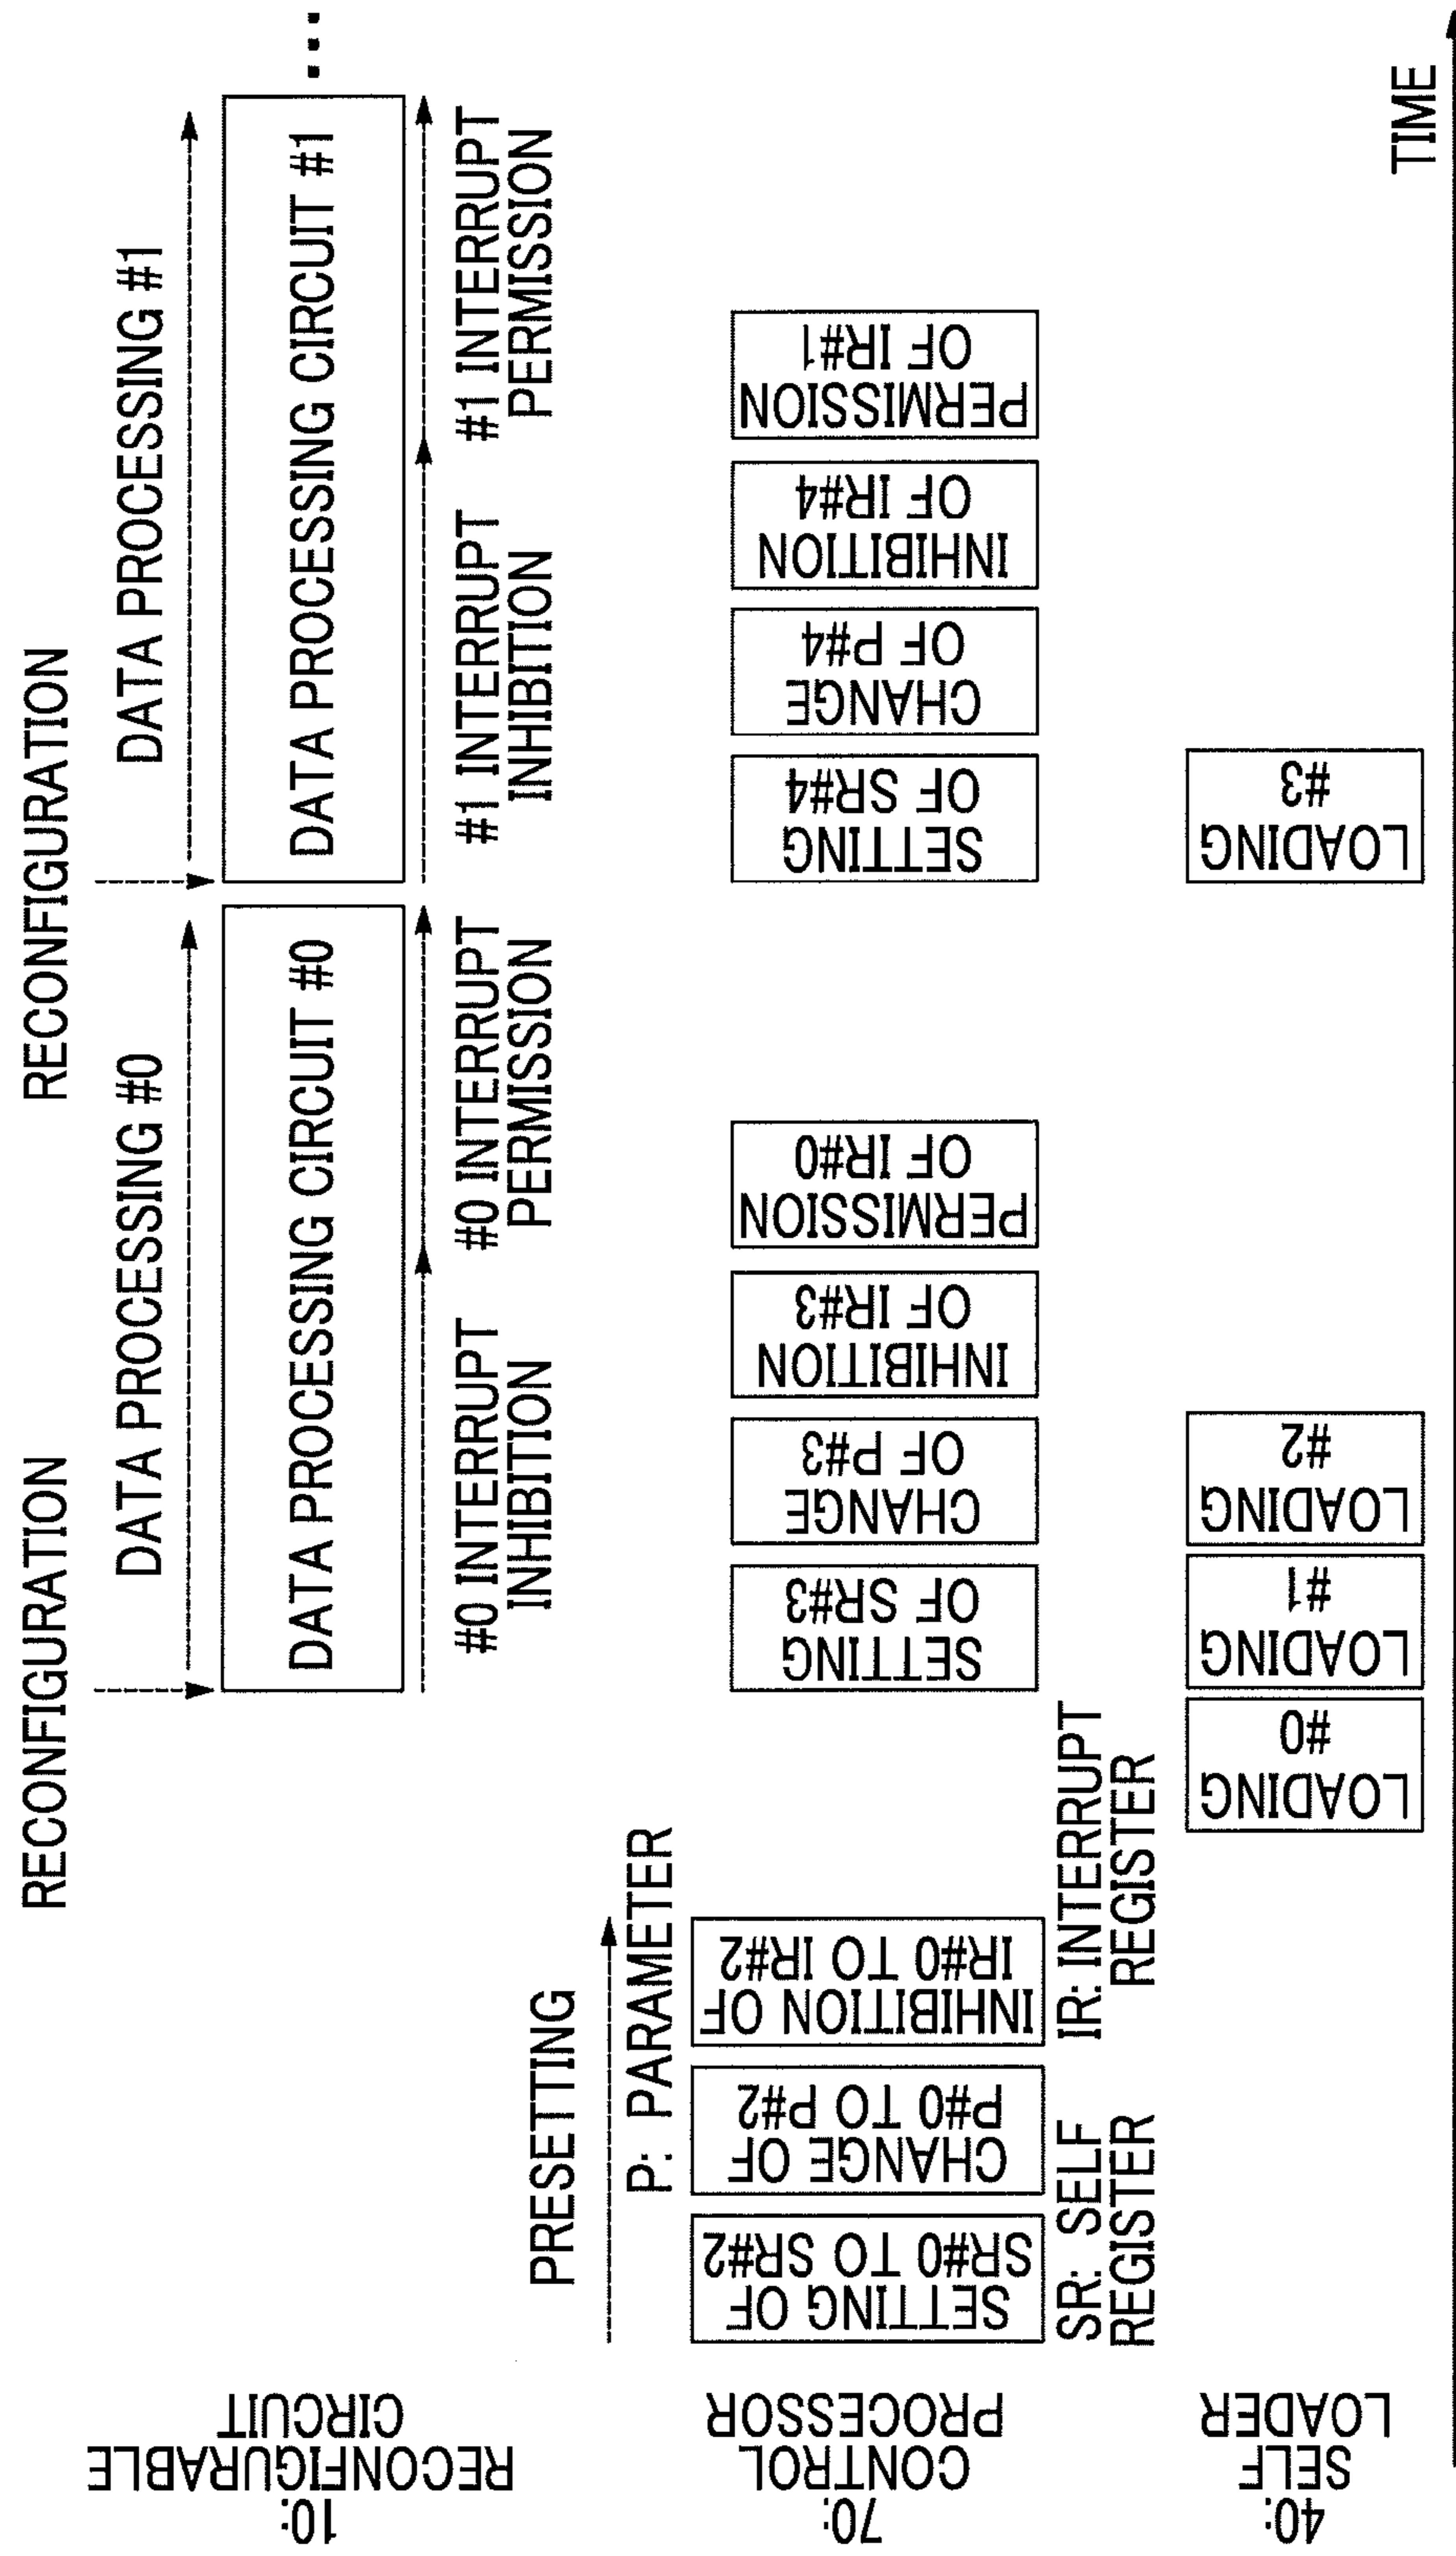 RECONFIGURATION
RECONFIGURATION
DATA PROCESSING #0
DATA PROCESSING #1
10:
RECONFIGURABLE
CIRCUIT
DATA PROCESSING CIRCUIT #0
DATA PROCESSING CIRCUIT #1
...
#0 INTERRUPT
INHIBITION
#0 INTERRUPT
PERMISSION
#1 INTERRUPT
INHIBITION
#1 INTERRUPT
PERMISSION
PRESETTING
P: PARAMETER
70:
CONTROL
PROCESSOR
SETTING OF
SR#0 TO SR#2
CHANGE OF
P#0 TO P#2
INHIBITION OF
IR#0 TO IR#2
SETTING
OF SR#3
CHANGE
OF P#3
INHIBITION
OF IR#3
PERMISSION
OF IR#0
SETTING
OF SR#4
CHANGE
OF P#4
INHIBITION
OF IR#4
PERMISSION
OF IR#1
SR: SELF
REGISTER
IR: INTERRUPT
REGISTER
40:
SELF
LOADER
LOADING
#0
LOADING
#1
LOADING
#2
LOADING
#3
TIME